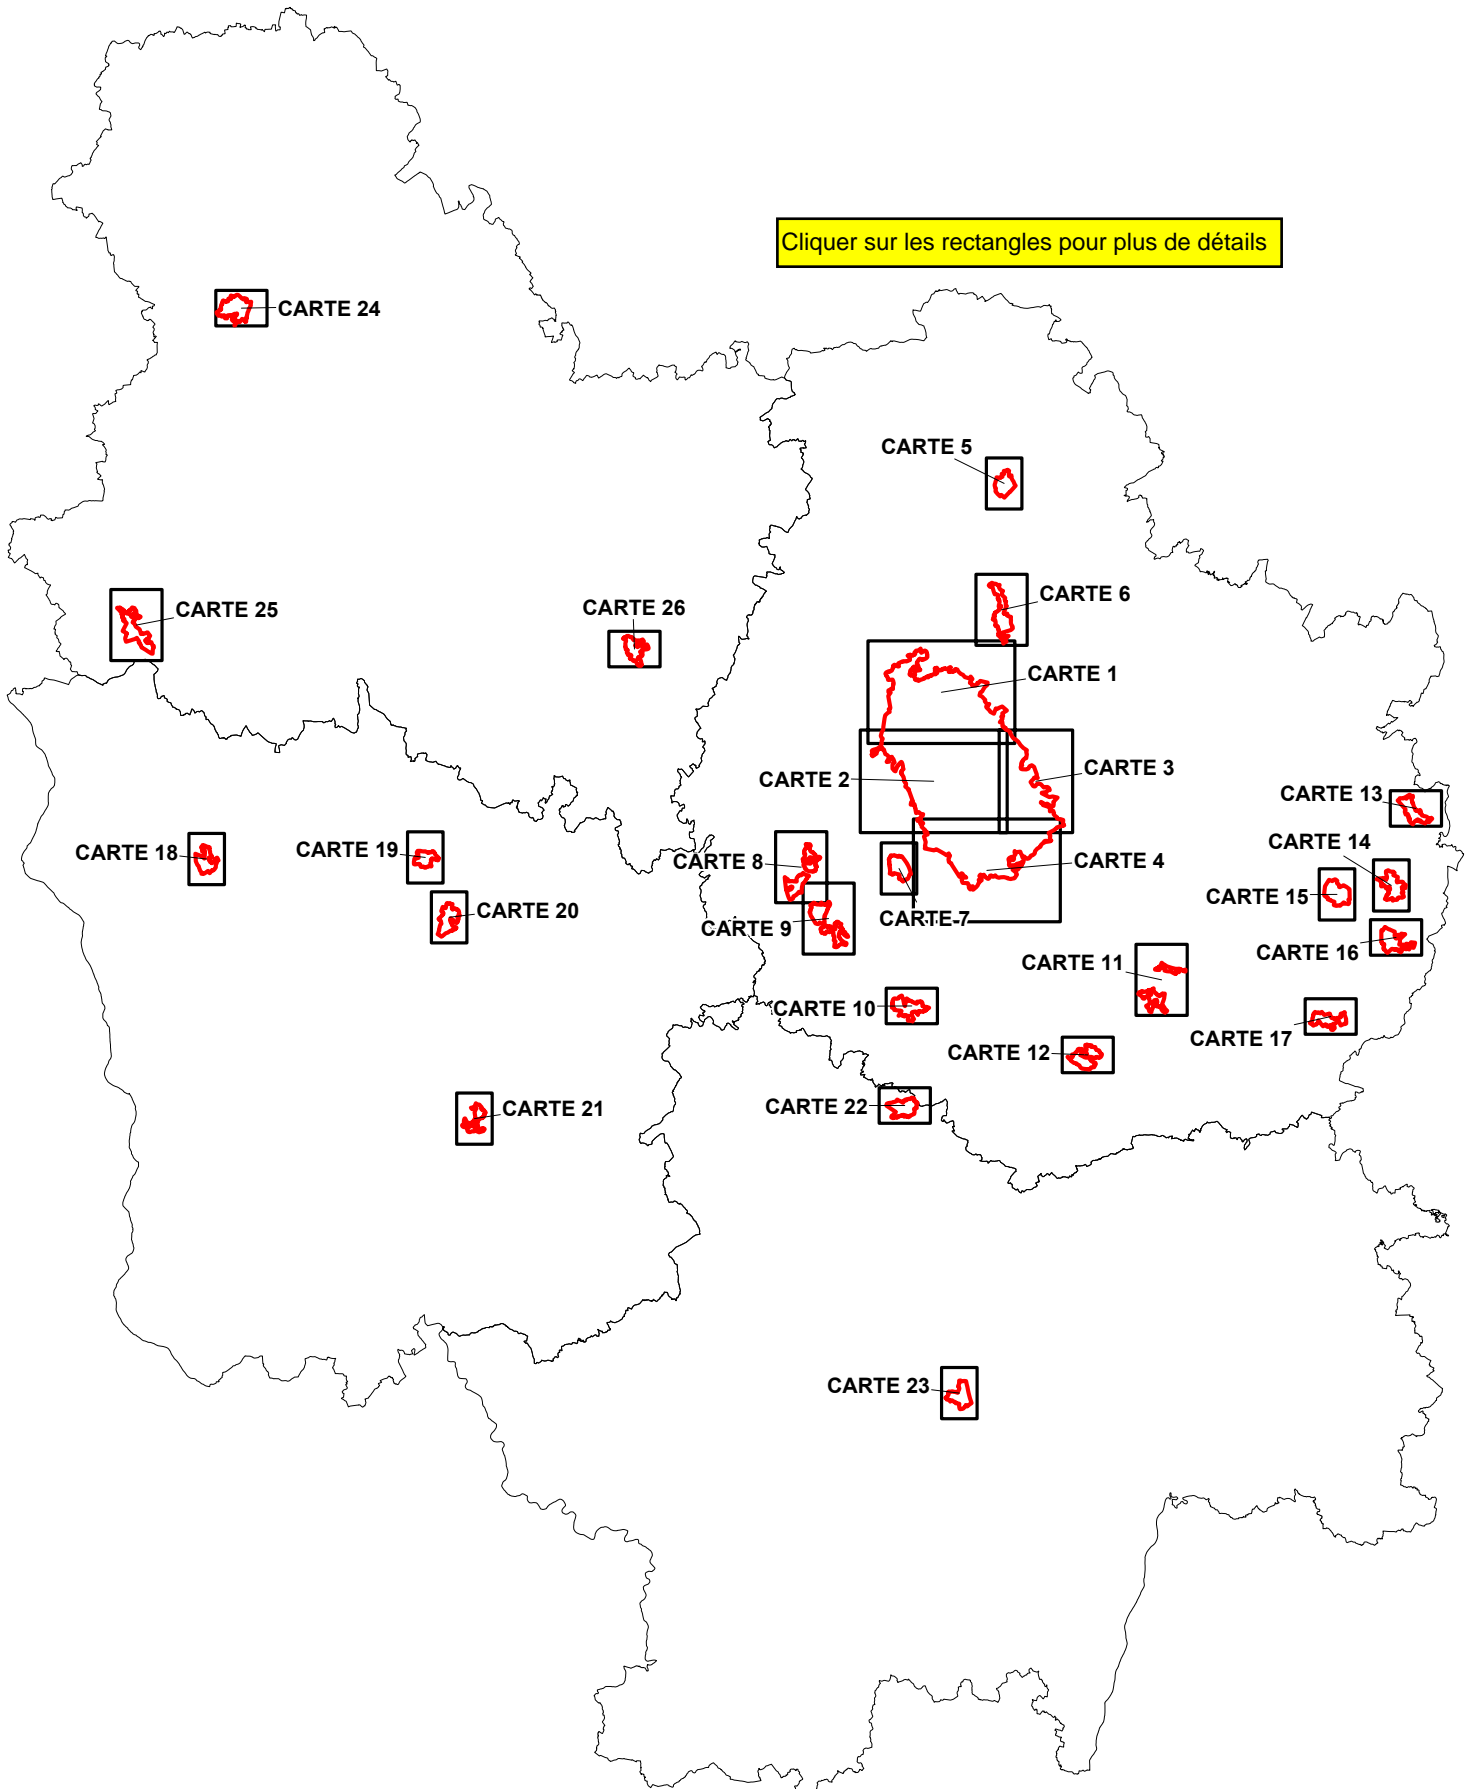 Cliquer sur les rectangles pour plus de détails
CARTE 24
CARTE 5
CARTE 6
CARTE 25
CARTE 26
CARTE 1
CARTE 2
CARTE 3
CARTE 13
CARTE 14
CARTE 18
CARTE 19
CARTE 8
CARTE 4
CARTE 15
CARTE 20
CARTE 9
CARTE 7
CARTE 16
CARTE 11
CARTE 10
CARTE 17
CARTE 12
CARTE 22
CARTE 21
CARTE 23